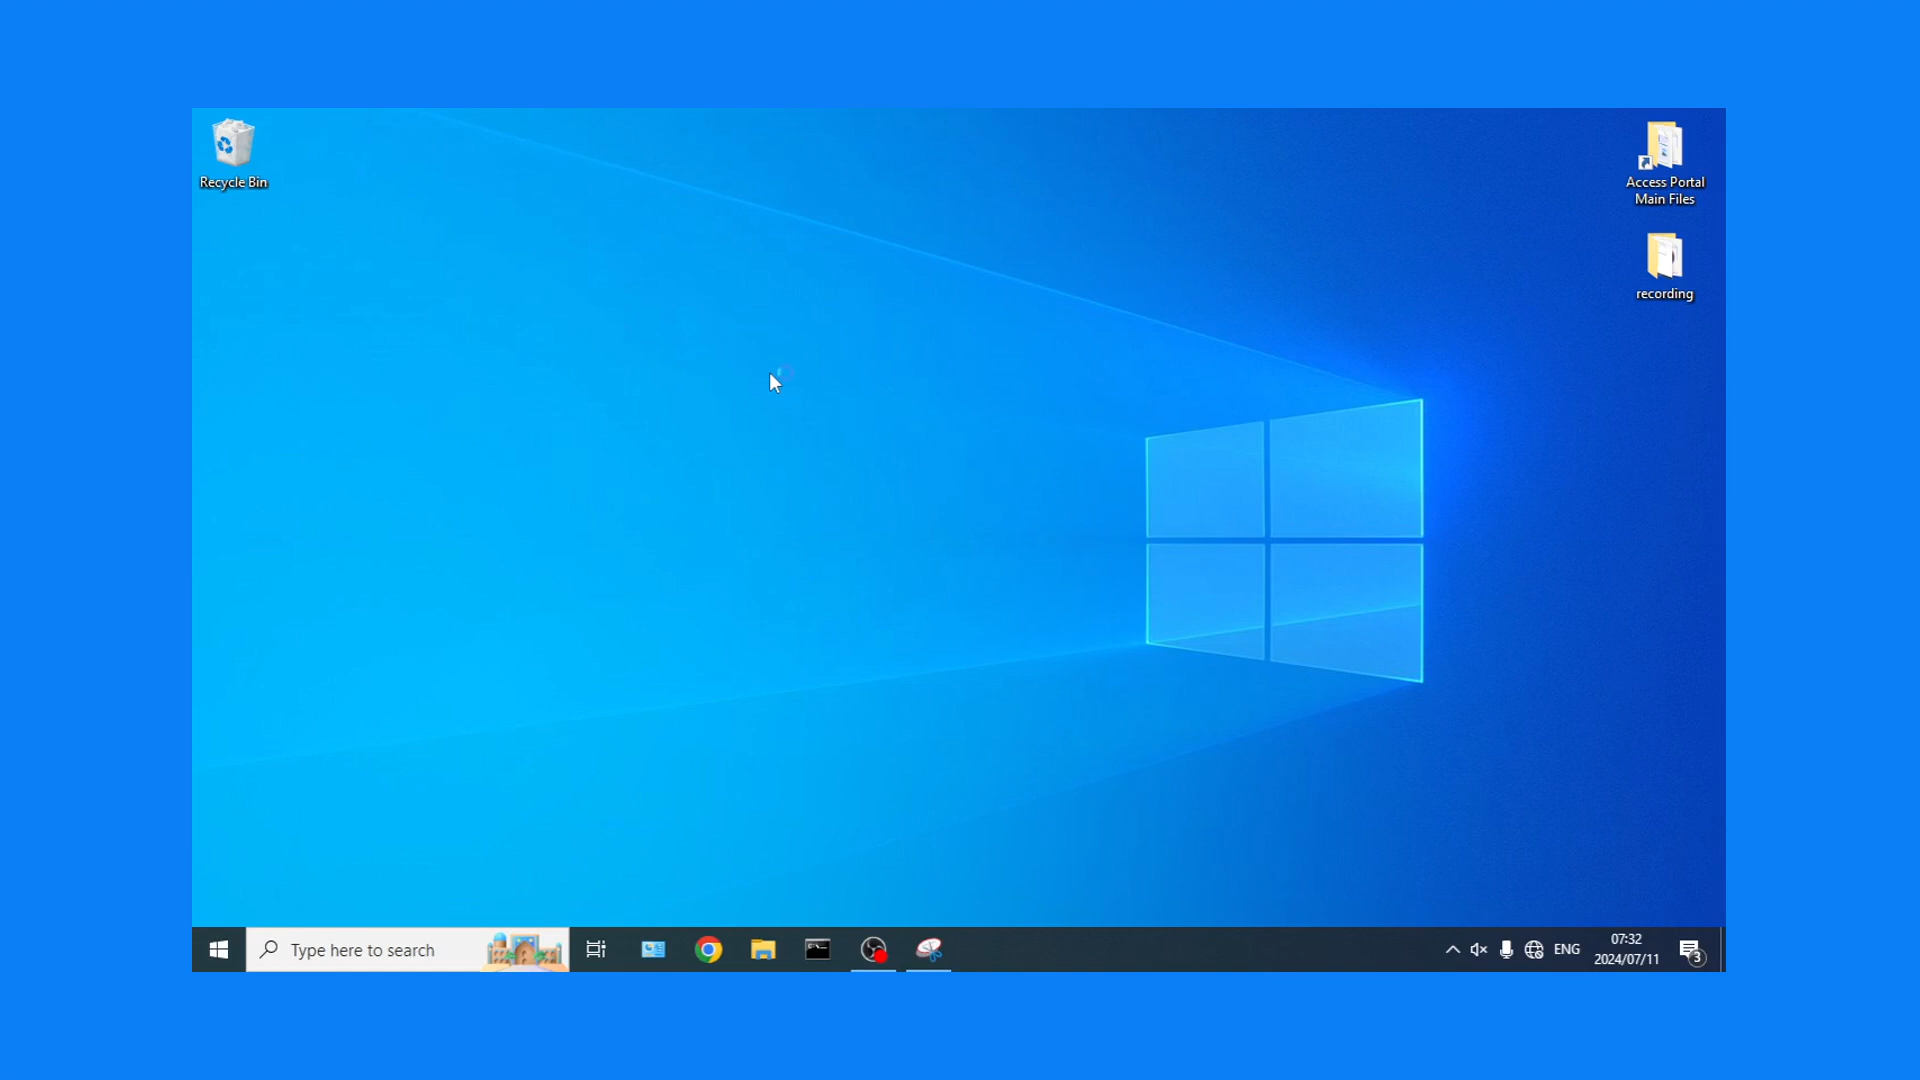 Recycle Bin
Access Portal
Main Files
recording
Type here to search
ENG
07:32
2024/07/11
3